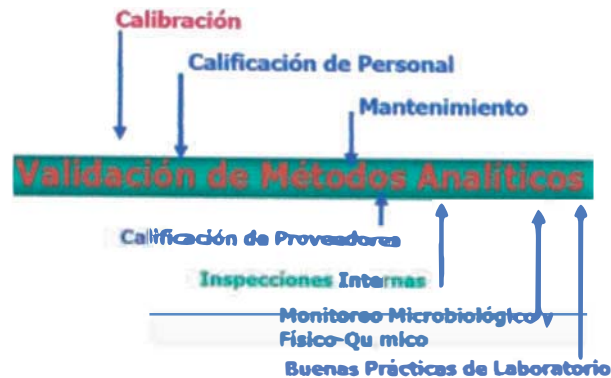 Calibración
Calificación de Personal
Mantenimiento
Validación de Métodos Analíticos
Calificación de Proveedores
Inspecciones Internas
Monitoreo Microbiológico y
Físico-Qu mico
Buenas Prácticas de Laboratorio